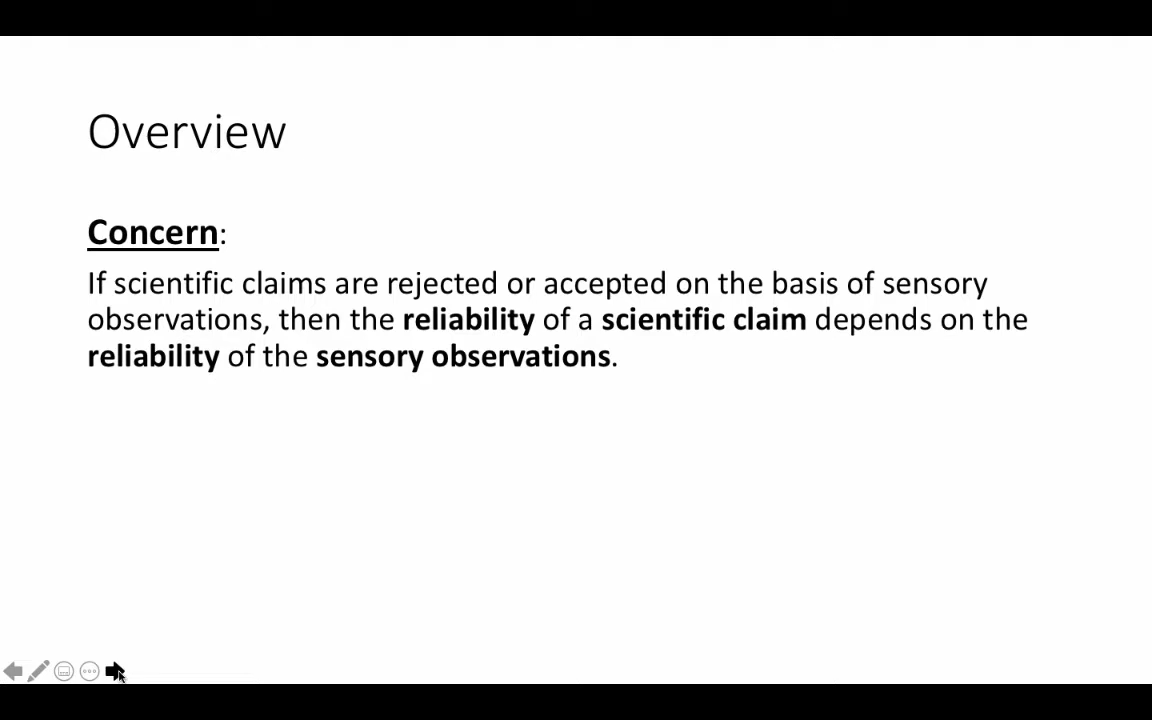 Overview
Concern:
If scientific claims are rejected or accepted on the basis of sensory
observations, then the reliability of a scientific claim depends on the
reliability of the sensory observations.